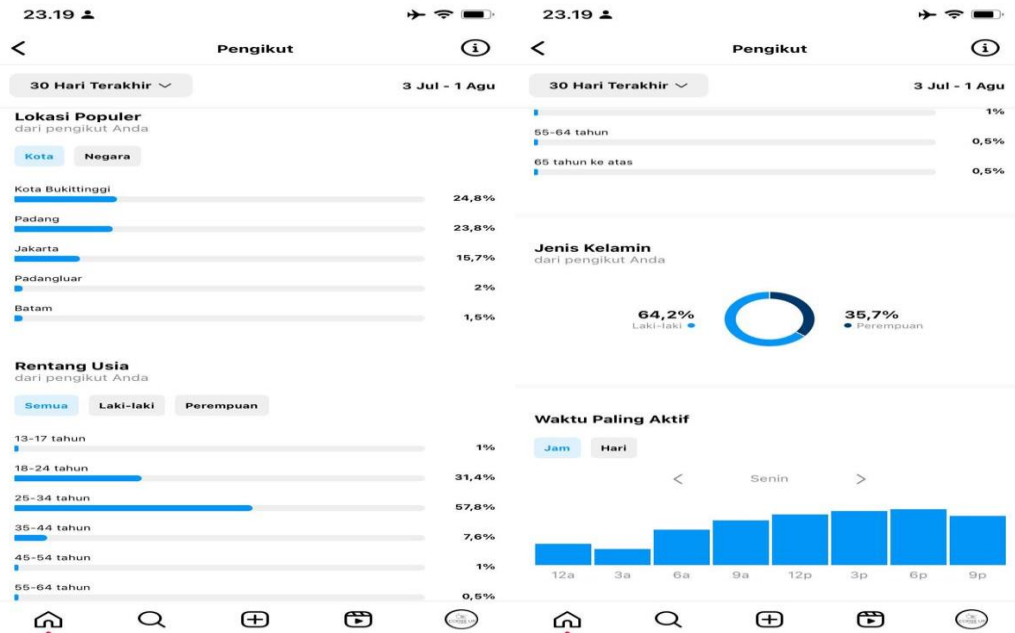 23.19
Pengikut
30 Hari Terakhir
3 Jul - 1 Agu
Lokasi Populer
dari pengikut Anda
Kota
Negara
Kota Bukittinggi
24,8%
Padang
23,8%
Jakarta
15,7%
Padangluar
2%
Batam
1,5%
Rentang Usia
dari pengikut Anda
Semua
Laki-laki
Perempuan
13-17 tahun
1%
18-24 tahun
31,4%
25-34 tahun
57,8%
35-44 tahun
7,6%
45-54 tahun
1%
55-64 tahun
0,5%
23.19
Pengikut
30 Hari Terakhir
3 Jul - 1 Agu
1%
55-64 tahun
0,5%
65 tahun ke atas
0,5%
Jenis Kelamin
dari pengikut Anda
64,2%
Laki-laki
35,7%
Perempuan
Waktu Paling Aktif
Jam
Hari
Senin
12a 3a 6a 9a 12p 3p 6p 9p